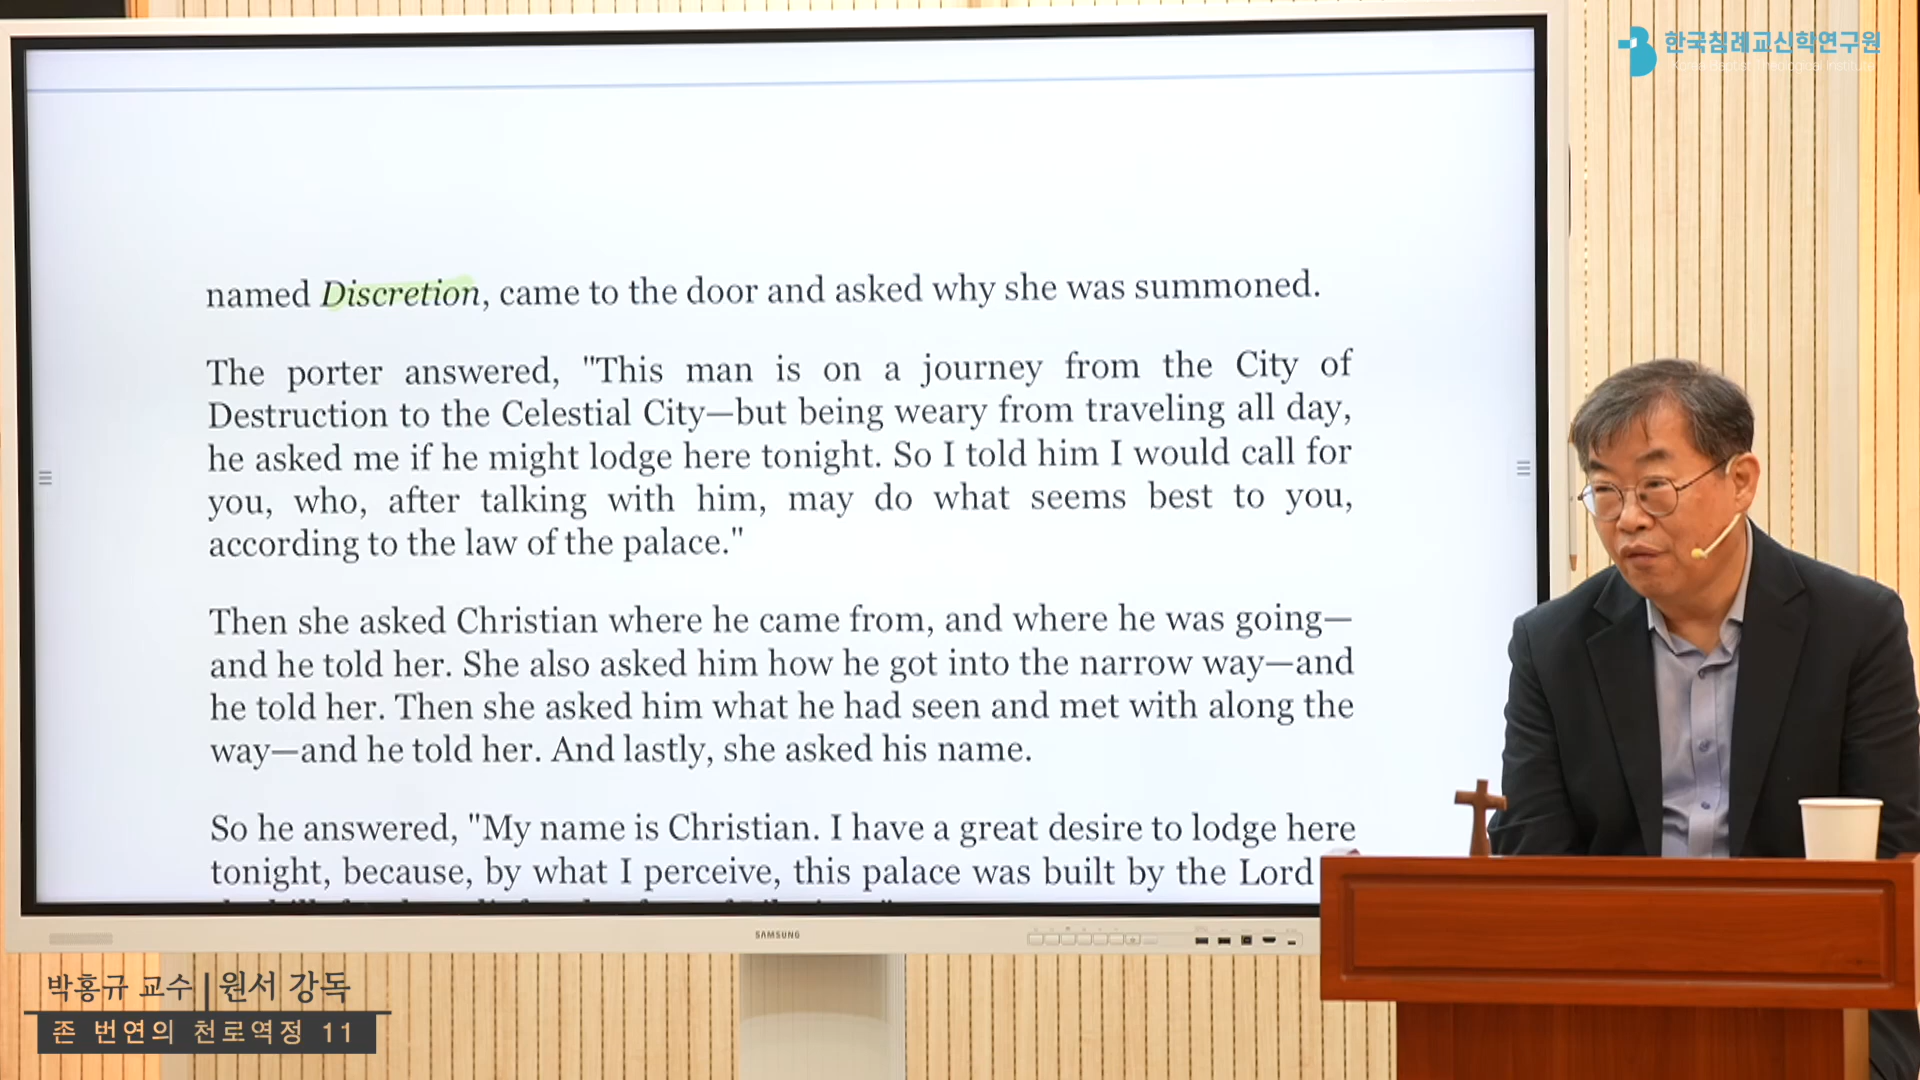 한국침례교신학연구원
named Discretion, came to the door and asked why she was summoned.
The porter answered, "This man is on a journey from the City of
Destruction to the Celestial City—but being weary from traveling all day,
he asked me if he might lodge here tonight. So I told him I would call for
you, who, after talking with him, may do what seems best to you,
according to the law of the palace."
Then she asked Christian where he came from, and where he was going—
and he told her. She also asked him how he got into the narrow way—and
he told her. Then she asked him what he had seen and met with along the
way—and he told her. And lastly, she asked his name.
So he answered, "My name is Christian. I have a great desire to lodge here
tonight, because, by what I perceive, this palace was built by the Lord
SAMSUNG
박홍규 교수 | 원서 강독
존 번연의 천로역정 11